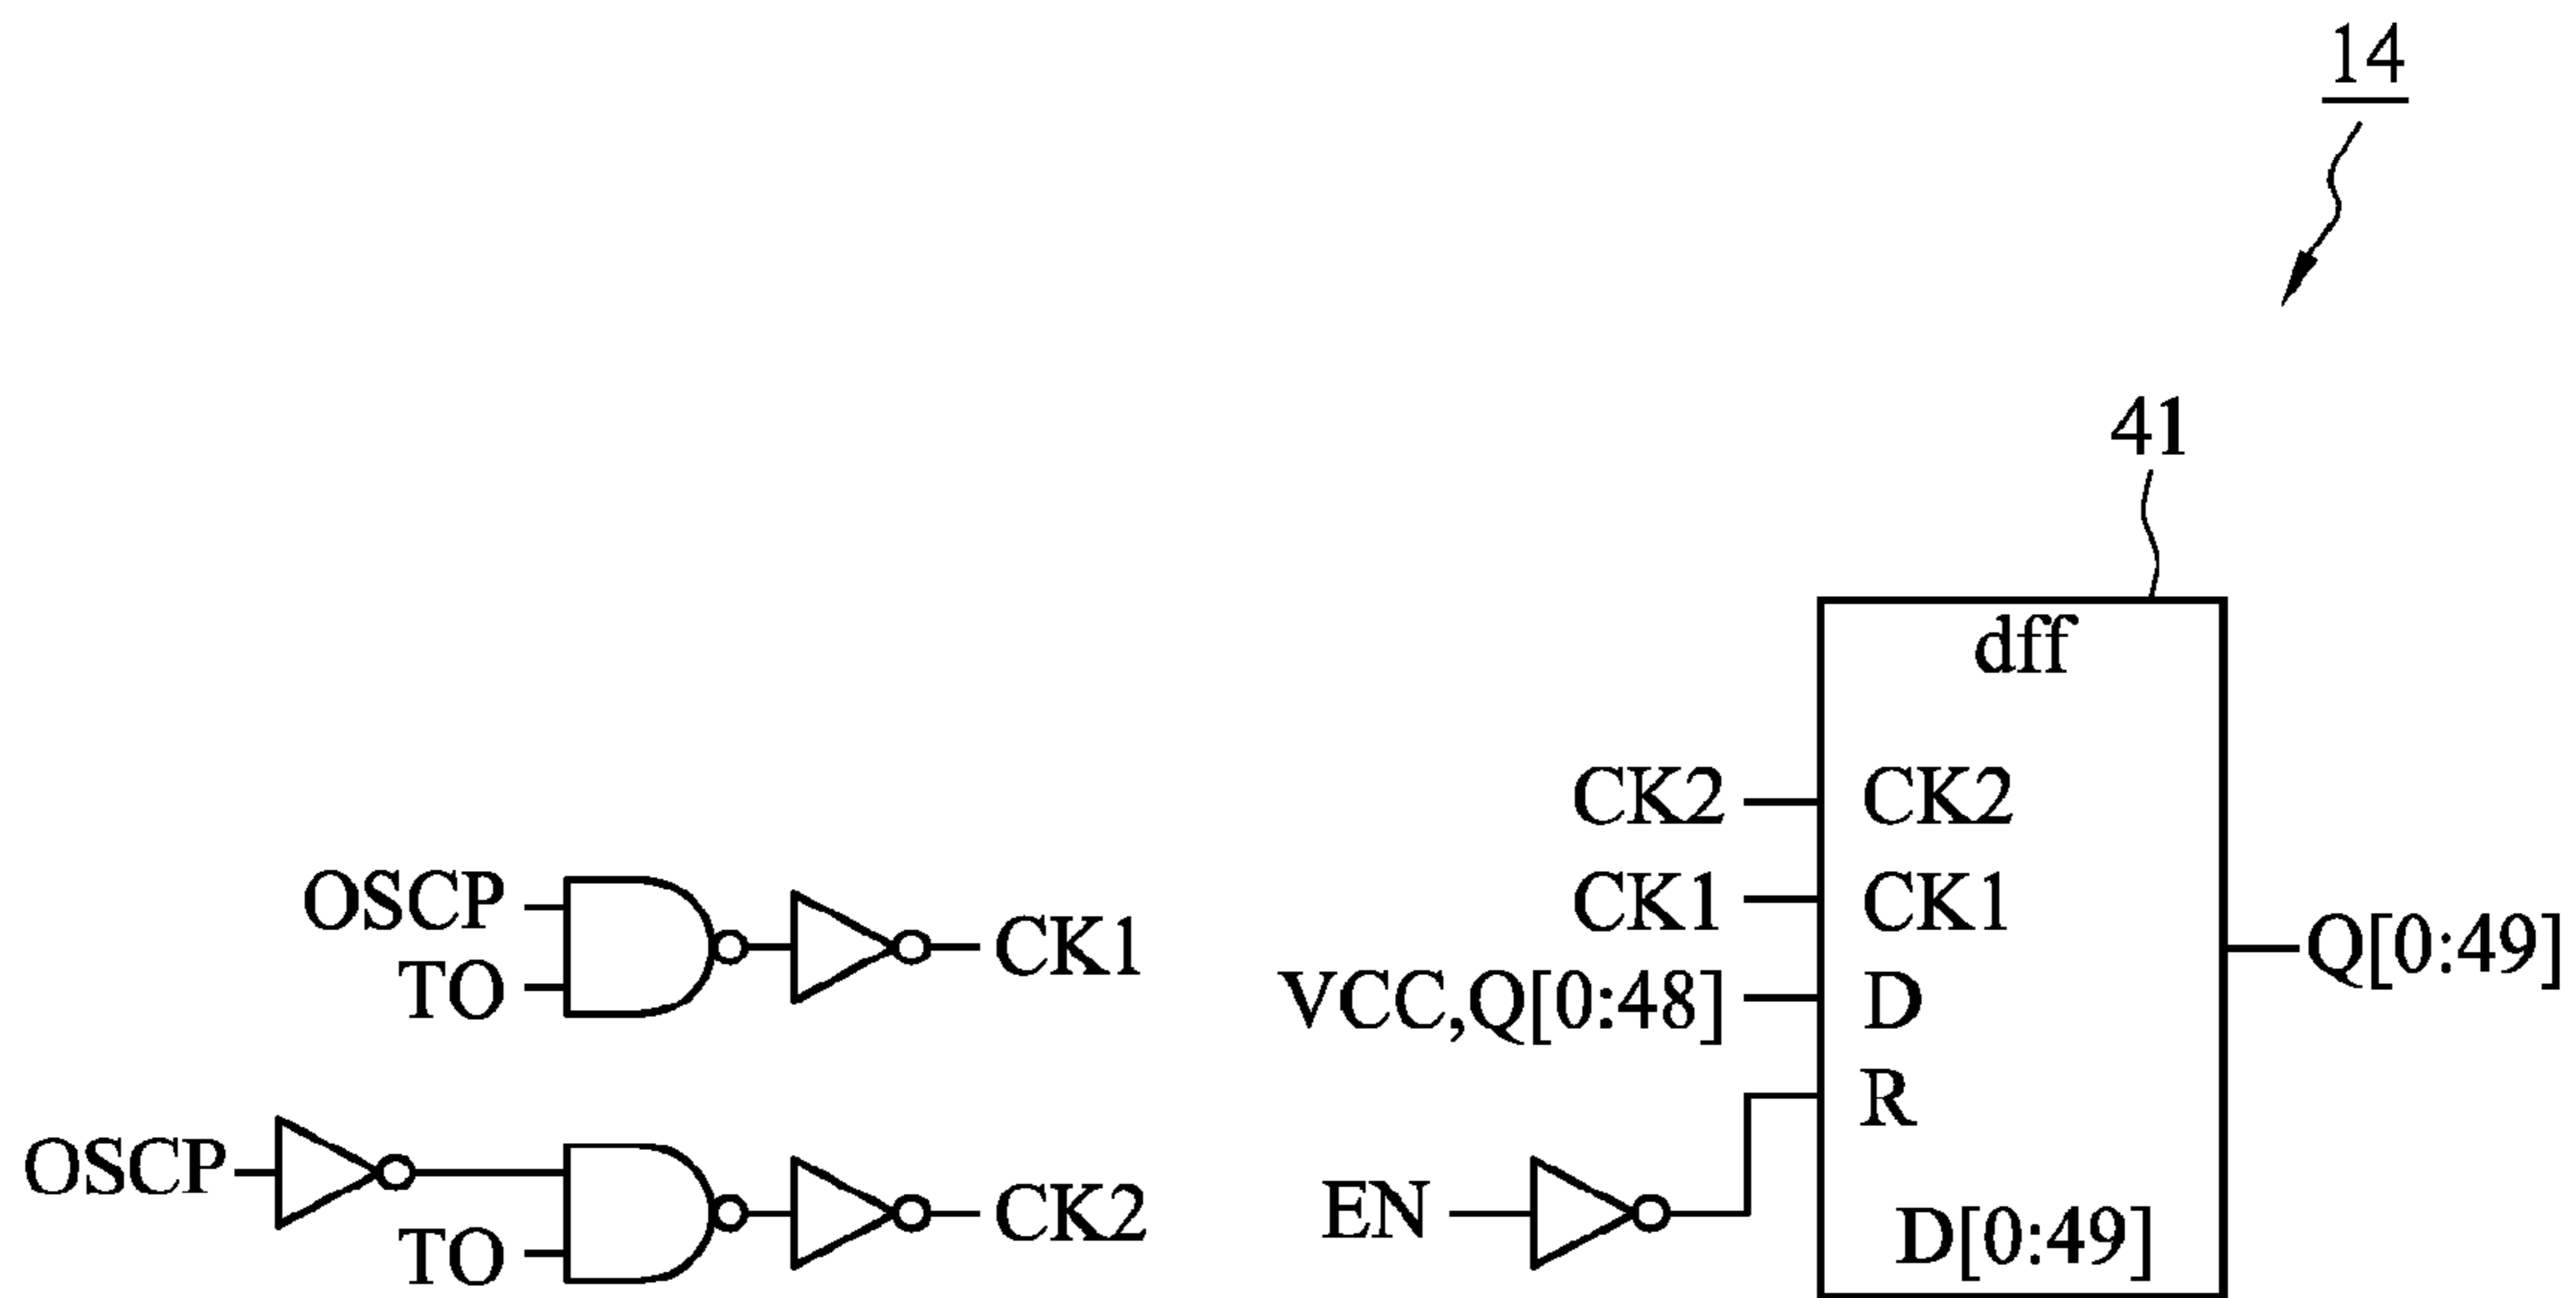 14
41
dff
CK2 CK2
CK1 CK1
VCC,Q[0:48] D
R
Q[0:49]
D[0:49]
EN
OSCP
TO
CK1
OSCP
TO
CK2